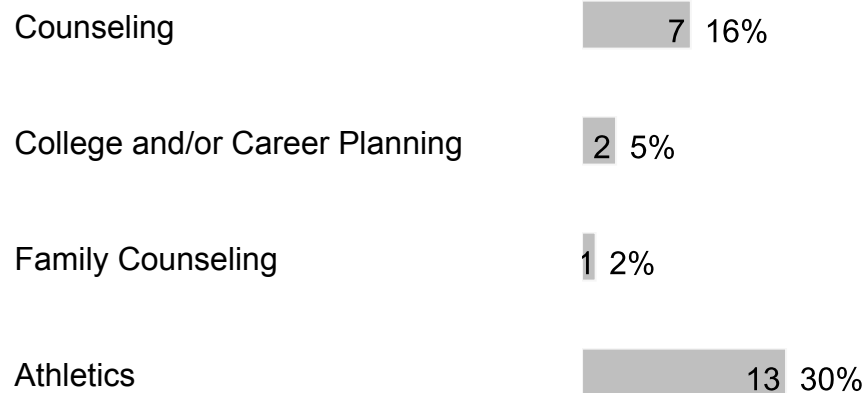 Counseling 7 16%
College and/or Career Planning 2 5%
Family Counseling 1 2%
Athletics 13 30%